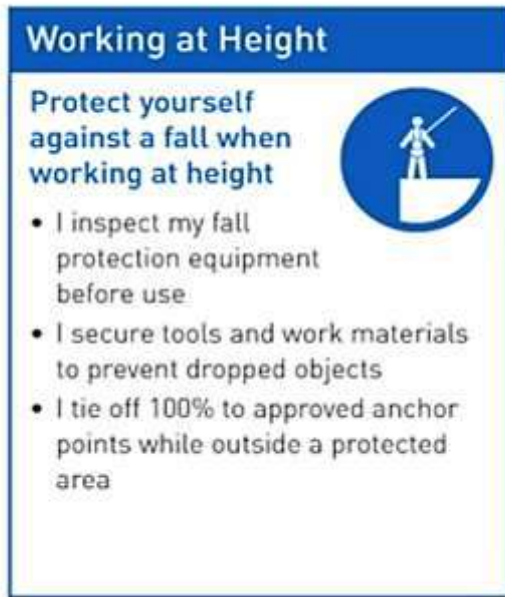 Working at Height
Protect yourself
against a fall when
working at height
• I inspect my fall
protection equipment
before use
• I secure tools and work materials
to prevent dropped objects
• I tie off 100% to approved anchor
points while outside a protected
area